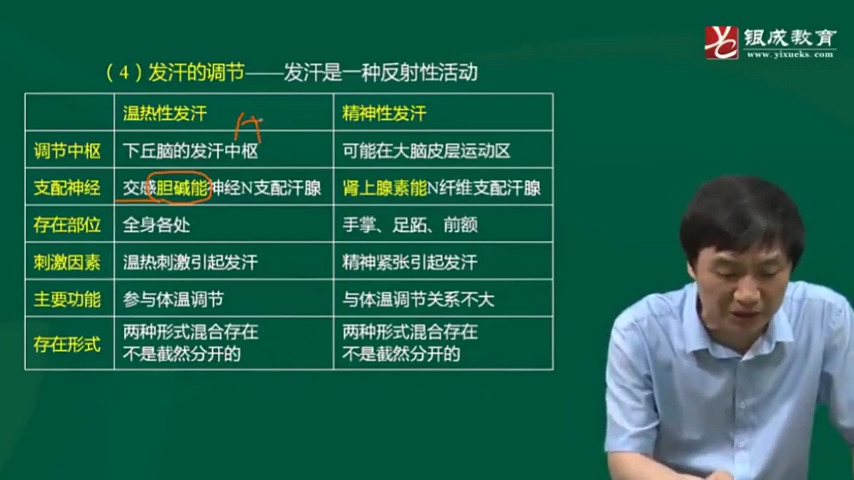 银成教育
www.yixueks.com
（4）发汗的调节——发汗是一种反射性活动
温热性发汗 精神性发汗
调节中枢 下丘脑的发汗中枢 可能在大脑皮层运动区
支配神经 交感胆碱能神经N支配汗腺 肾上腺素能N纤维支配汗腺
存在部位 全身各处 手掌、足跖、前额
刺激因素 温热刺激引起发汗 精神紧张引起发汗
主要功能 参与体温调节 与体温调节关系不大
存在形式 两种形式混合存在 两种形式混合存在
不是截然分开的 不是截然分开的